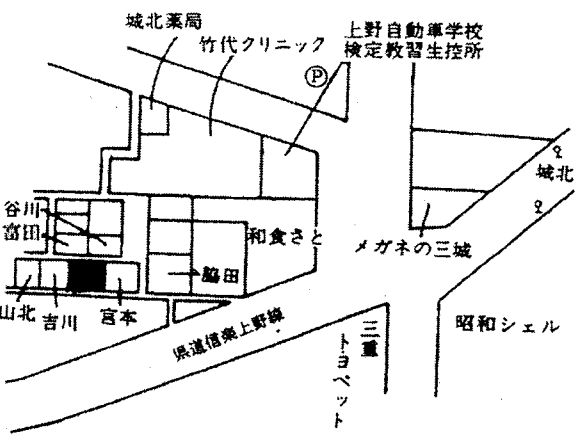 城北薬局
竹代クリニック
上野自動車学校
検定教習生控所
Ⓟ
城北
谷川
富田
和食さと
メガネの三城
脇田
山北
吉川
宮本
県道信楽上野線
三重
トヨペット
昭和シェル